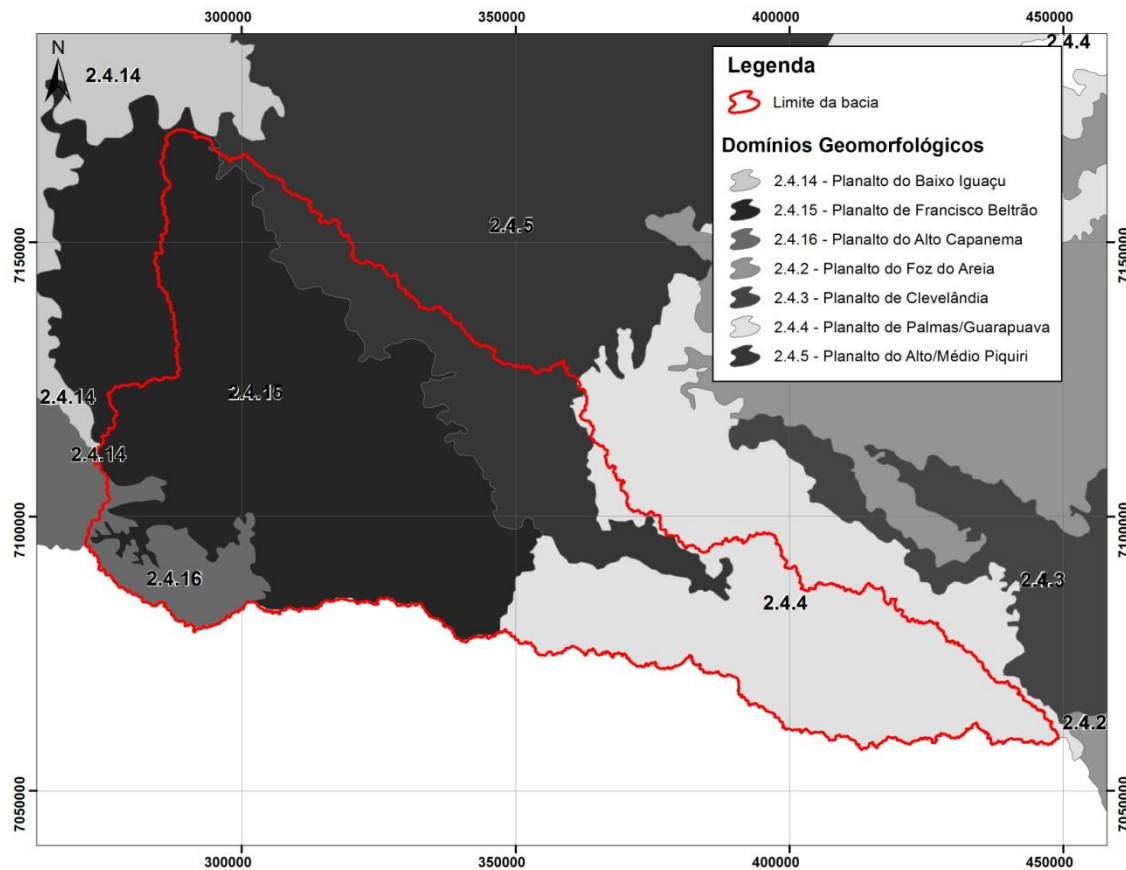 300000
350000
400000
450000
N
2.4.14
2.4.4
Legenda
Limite da bacia
Domínios Geomorfológicos
2.4.14 - Planalto do Baixo Iguaçu
2.4.15 - Planalto de Francisco Beltrão
2.4.16 - Planalto do Alto Capanema
2.4.2 - Planalto do Foz do Areia
2.4.3 - Planalto de Clevelândia
2.4.4 - Planalto de Palmas/Guarapuava
2.4.5 - Planalto do Alto/Médio Piquiri
7150000
2.4.5
7150000
2.4.14
2.4.15
2.4.14
7100000
7100000
2.4.16
2.4.4
2.4.3
2.4.2
7050000
7050000
300000
350000
400000
450000